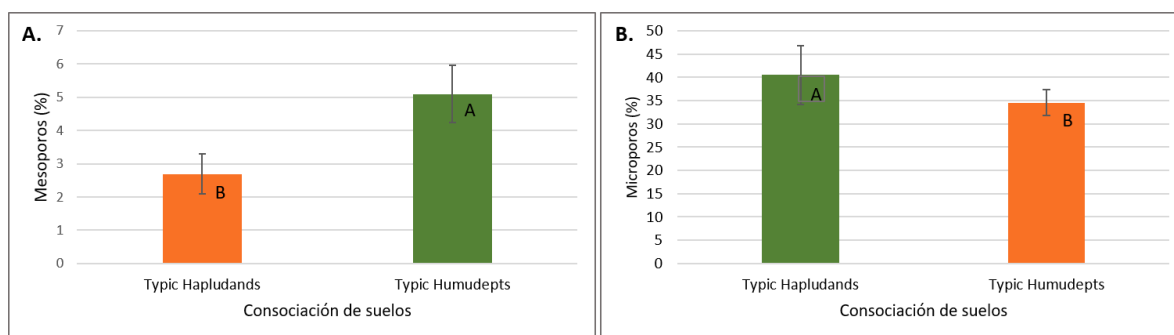 A.
Mesoporos (%)
7
6
5
4
3
2
1
0
B
A
Typic Hapludands
Typic Humudepts
Consociación de suelos
B.
Microporos (%)
50
45
40
35
30
25
20
15
10
5
0
A
B
Typic Hapludands
Typic Humudepts
Consociación de suelos